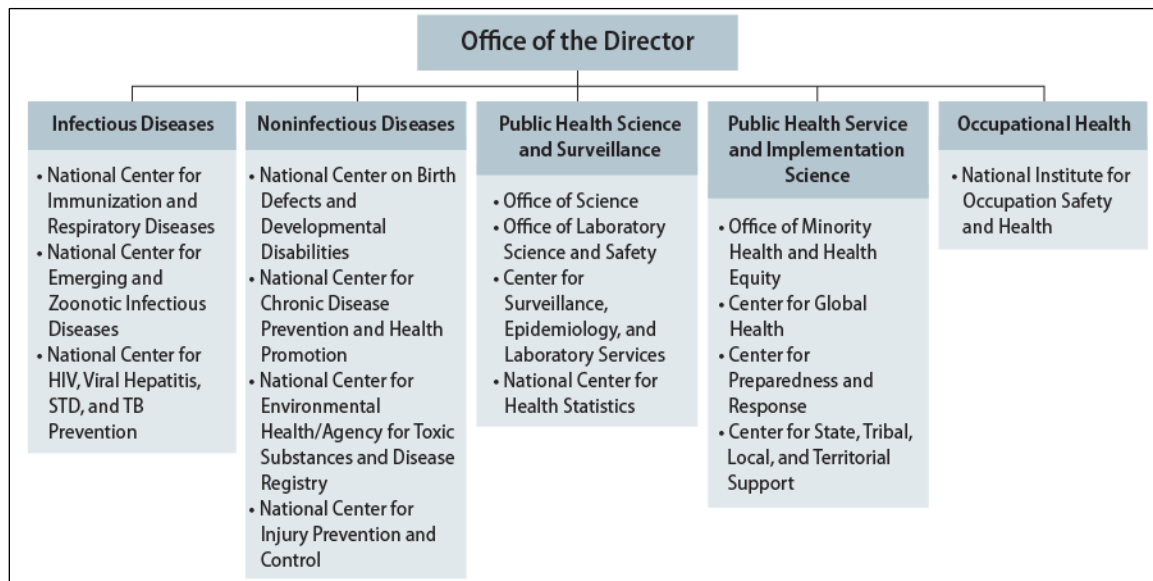 Office of the Director
Infectious Diseases
• National Center for
Immunization and
Respiratory Diseases
• National Center for
Emerging and
Zoonotic Infectious
Diseases
• National Center for
HIV, Viral Hepatitis,
STD, and TB
Prevention
Noninfectious Diseases
• National Center on Birth
Defects and
Developmental
Disabilities
• National Center for
Chronic Disease
Prevention and Health
Promotion
• National Center for
Environmental
Health/Agency for Toxic
Substances and Disease
Registry
• National Center for
Injury Prevention and
Control
Public Health Science
and Surveillance
• Office of Science
• Office of Laboratory
Science and Safety
• Center for
Surveillance,
Epidemiology, and
Laboratory Services
• National Center for
Health Statistics
Public Health Service
and Implementation
Science
• Office of Minority
Health and Health
Equity
• Center for Global
Health
• Center for
Preparedness and
Response
• Center for State, Tribal,
Local, and Territorial
Support
Occupational Health
• National Institute for
Occupation Safety
and Health